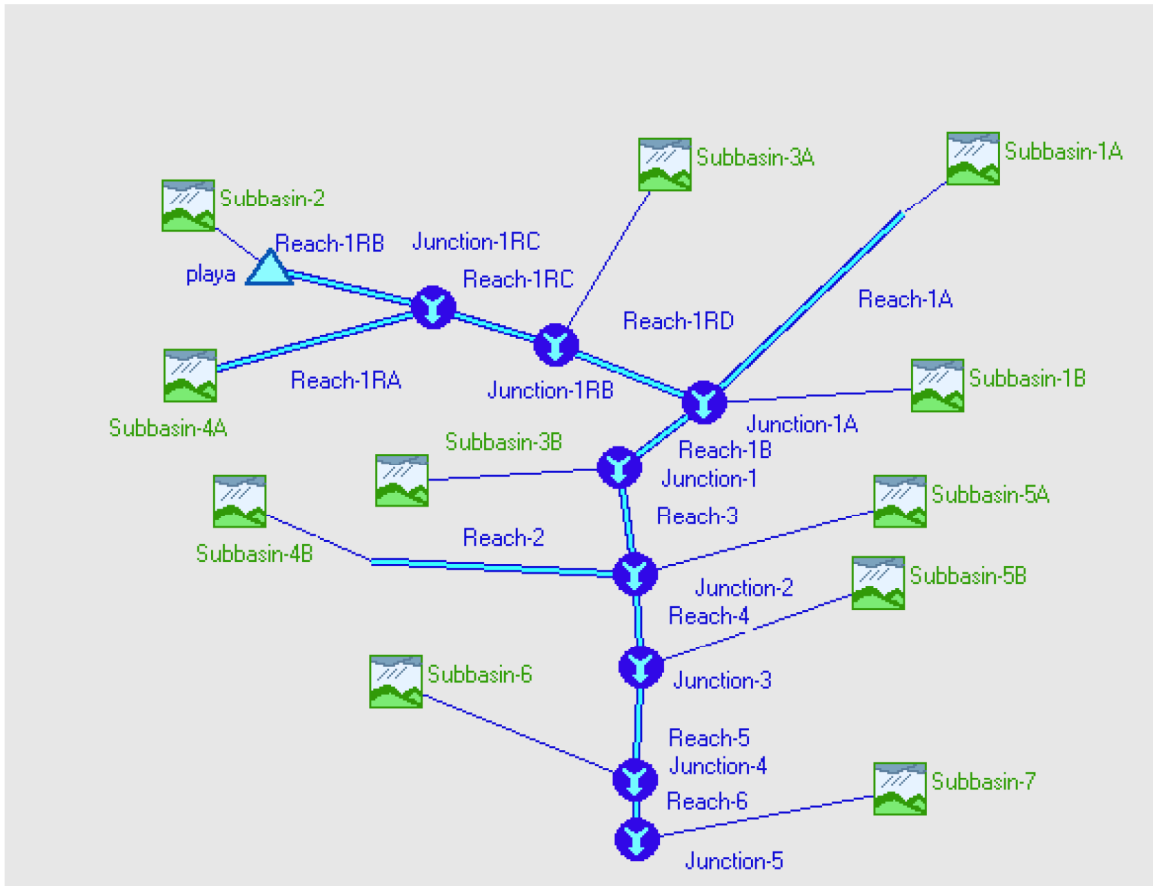 Subbasin-3A
Subbasin-1A
Subbasin-2
Reach-1RB
Junction-1RC
playa
Reach-1RC
Reach-1A
Reach-1RD
Reach-1RA
Junction-1RB
Subbasin-1B
Subbasin-4A
Junction-1A
Subbasin-3B
Reach-1B
Junction-1
Subbasin-5A
Reach-3
Reach-2
Subbasin-4B
Subbasin-5B
Junction-2
Reach-4
Subbasin-6
Junction-3
Reach-5
Junction-4
Subbasin-7
Reach-6
Junction-5